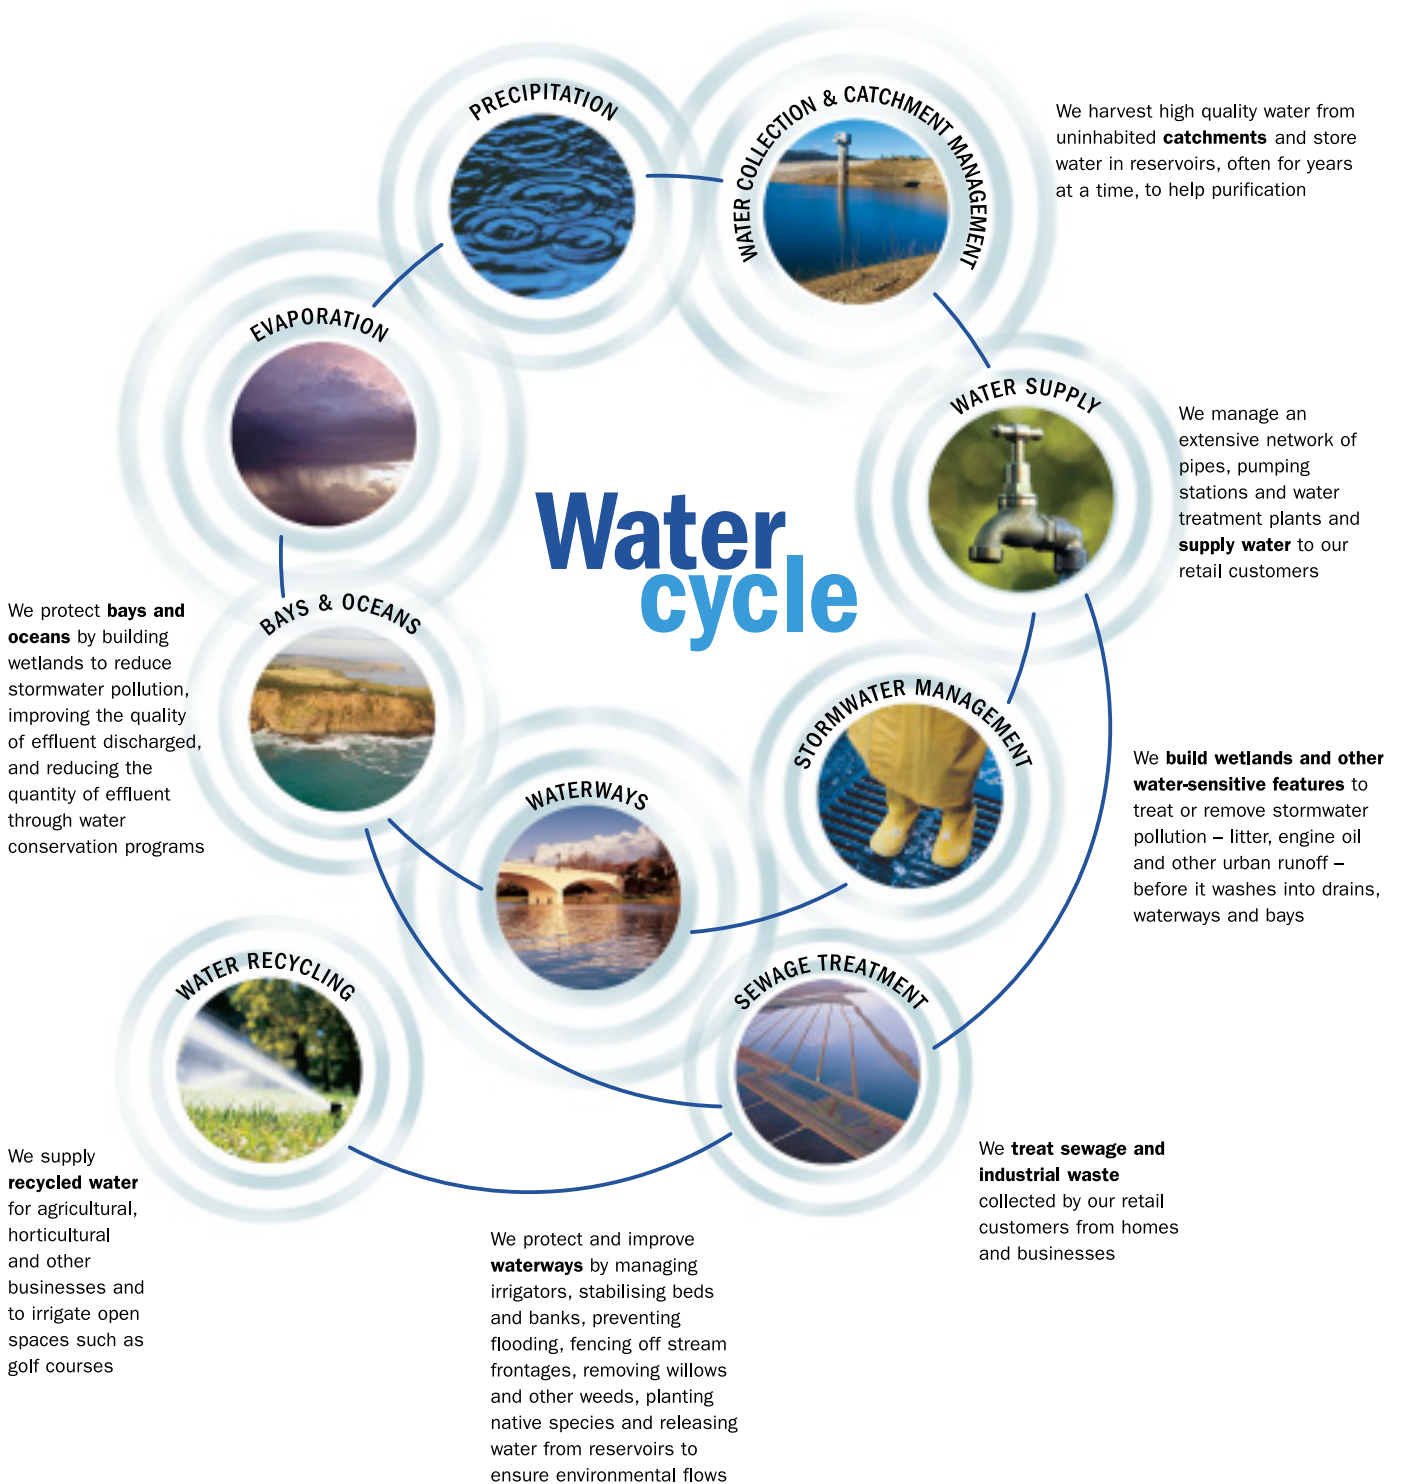 PRECIPITATION
WATER COLLECTION & CATCHMENT MANAGEMENT
We harvest high quality water from
uninhabited catchments and store
water in reservoirs, often for years
at a time, to help purification
EVAPORATION
WATER SUPPLY
We manage an
extensive network of
pipes, pumping
stations and water
treatment plants and
supply water to our
retail customers
Water
cycle
BAYS & OCEANS
We protect bays and
oceans by building
wetlands to reduce
stormwater pollution,
improving the quality
of effluent discharged,
and reducing the
quantity of effluent
through water
conservation programs
STORMWATER MANAGEMENT
We build wetlands and other
water-sensitive features to
treat or remove stormwater
pollution – litter, engine oil
and other urban runoff –
before it washes into drains,
waterways and bays
WATERWAYS
WATER RECYCLING
SEWAGE TREATMENT
We supply
recycled water
for agricultural,
horticultural
and other
businesses and
to irrigate open
spaces such as
golf courses
We treat sewage and
industrial waste
collected by our retail
customers from homes
and businesses
We protect and improve
waterways by managing
irrigators, stabilising beds
and banks, preventing
flooding, fencing off stream
frontages, removing willows
and other weeds, planting
native species and releasing
water from reservoirs to
ensure environmental flows